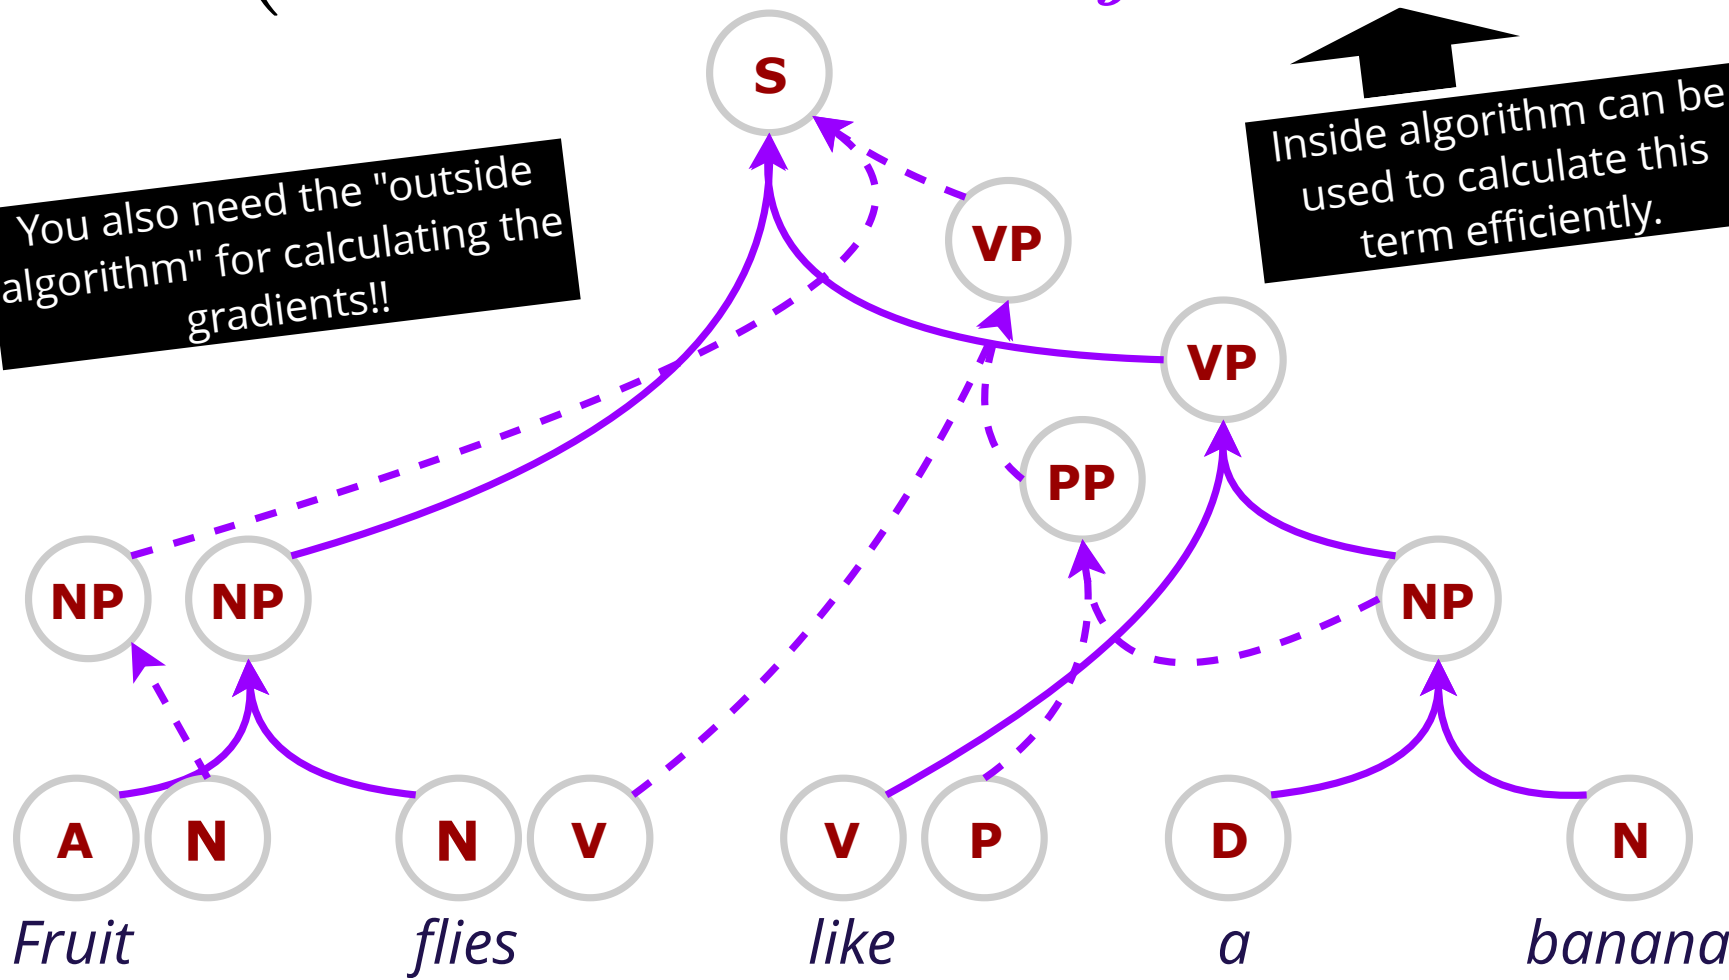 S
You also need the "outside
algorithm" for calculating the
gradients!!
Inside algorithm can be
used to calculate this
term efficiently.
VP
VP
PP
NP NP NP
A N N V V P D N
Fruit flies like a banana